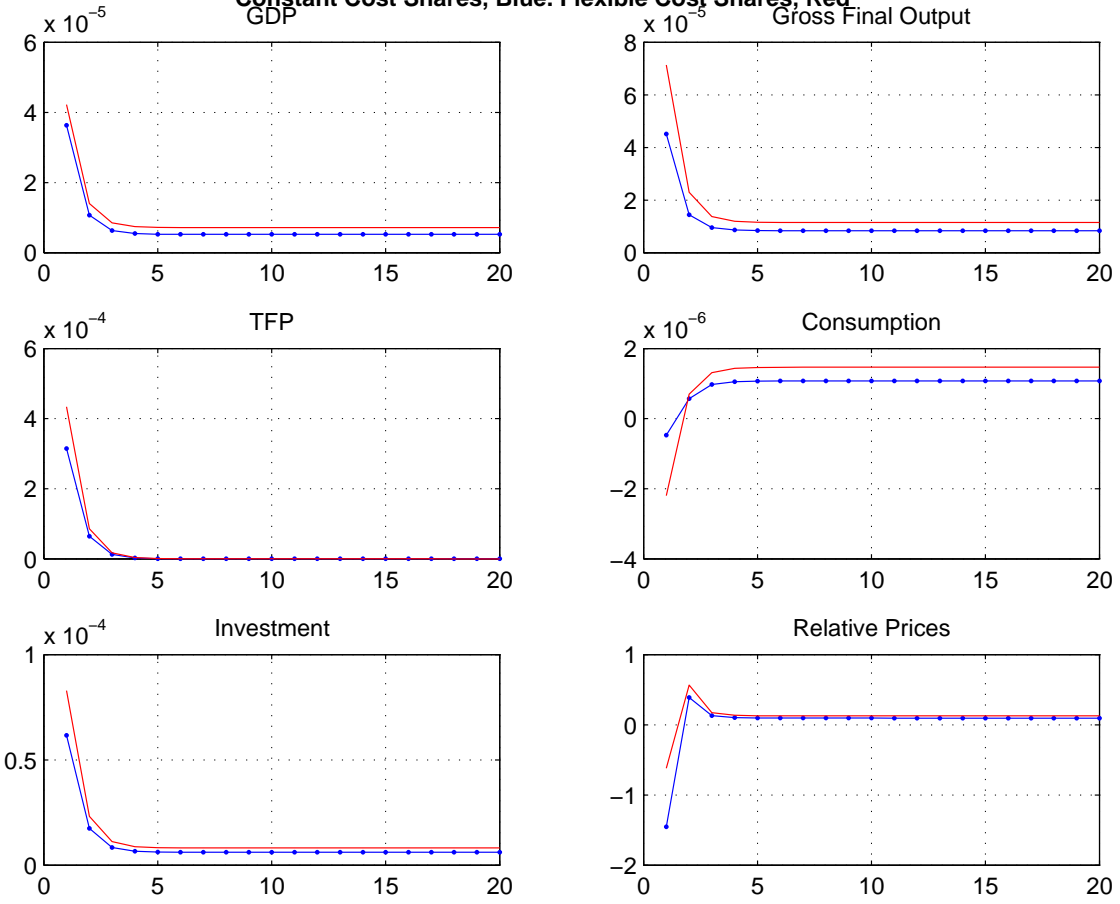 Constant Cost Shares, Blue. Flexible Cost Shares, Red
x 10⁻⁵ GDP
6
4
2
0
0 5 10 15 20
x 10⁻⁵ Gross Final Output
8
6
4
2
0
0 5 10 15 20
x 10⁻⁴ TFP
6
4
2
0
0 5 10 15 20
x 10⁻⁶ Consumption
2
0
−2
−4
0 5 10 15 20
x 10⁻⁴ Investment
1
0.5
0
0 5 10 15 20
Relative Prices
1
0
−1
−2
0 5 10 15 20